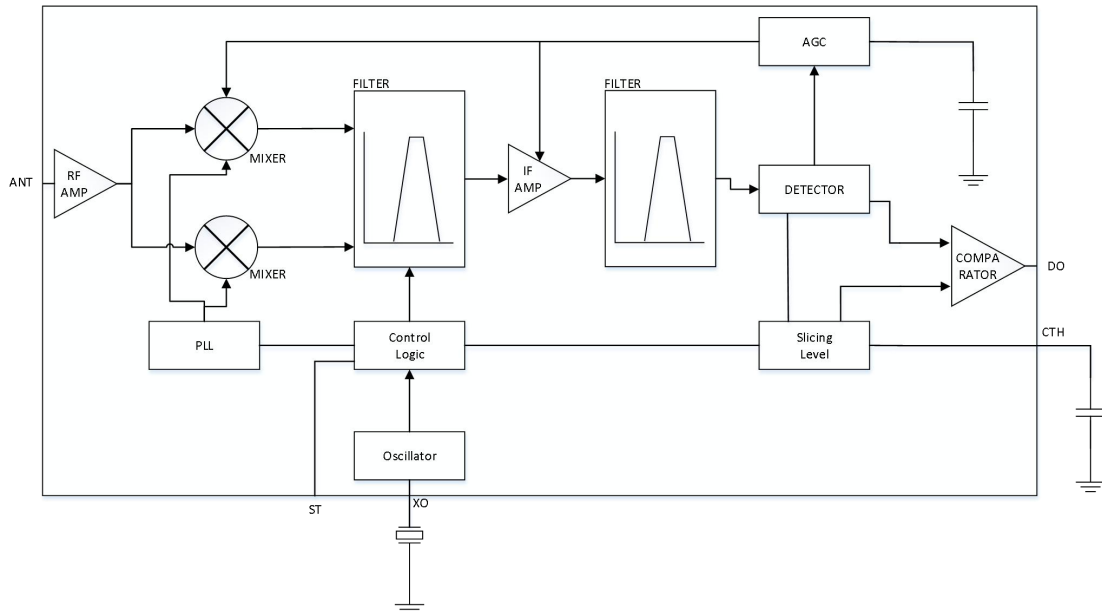 AGC
FILTER
FILTER
MIXER
RF
AMP
IF
AMP
ANT
DETECTOR
MIXER
COMPA
RATOR
DO
PLL
Control
Logic
Slicing
Level
CTH
Oscillator
ST
XO